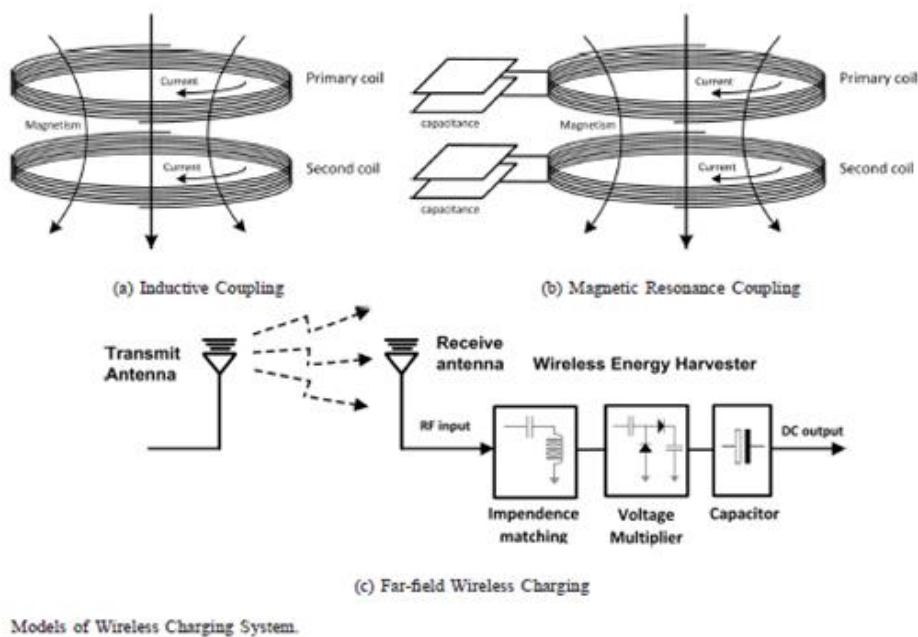 Current
Primary coil
Magnetism
Current
Second coil
(a) Inductive Coupling
Current
Primary coil
capacitance
Magnetism
Current
Second coil
capacitance
(b) Magnetic Resonance Coupling
Transmit
Antenna
Receive
antenna
Wireless Energy Harvester
RF input
DC output
Impendence
matching
Voltage
Multiplier
Capacitor
(c) Far-field Wireless Charging
Models of Wireless Charging System.